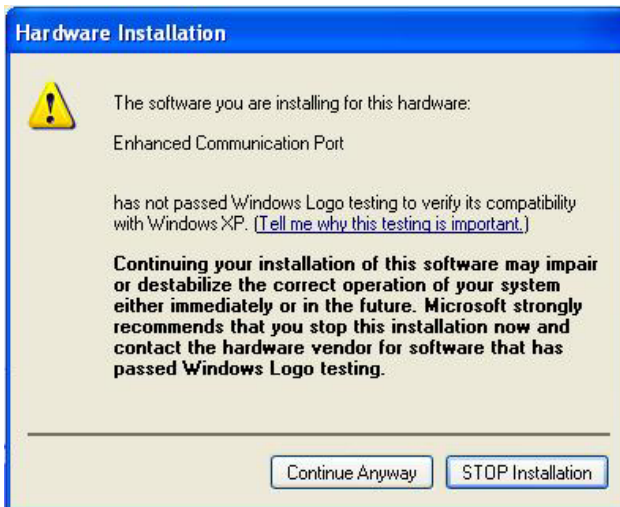 Hardware Installation
The software you are installing for this hardware:
Enhanced Communication Port
has not passed Windows Logo testing to verify its compatibility
with Windows XP. (Tell me why this testing is important.)
Continuing your installation of this software may impair
or destabilize the correct operation of your system
either immediately or in the future. Microsoft strongly
recommends that you stop this installation now and
contact the hardware vendor for software that has
passed Windows Logo testing.
Continue Anyway
STOP Installation